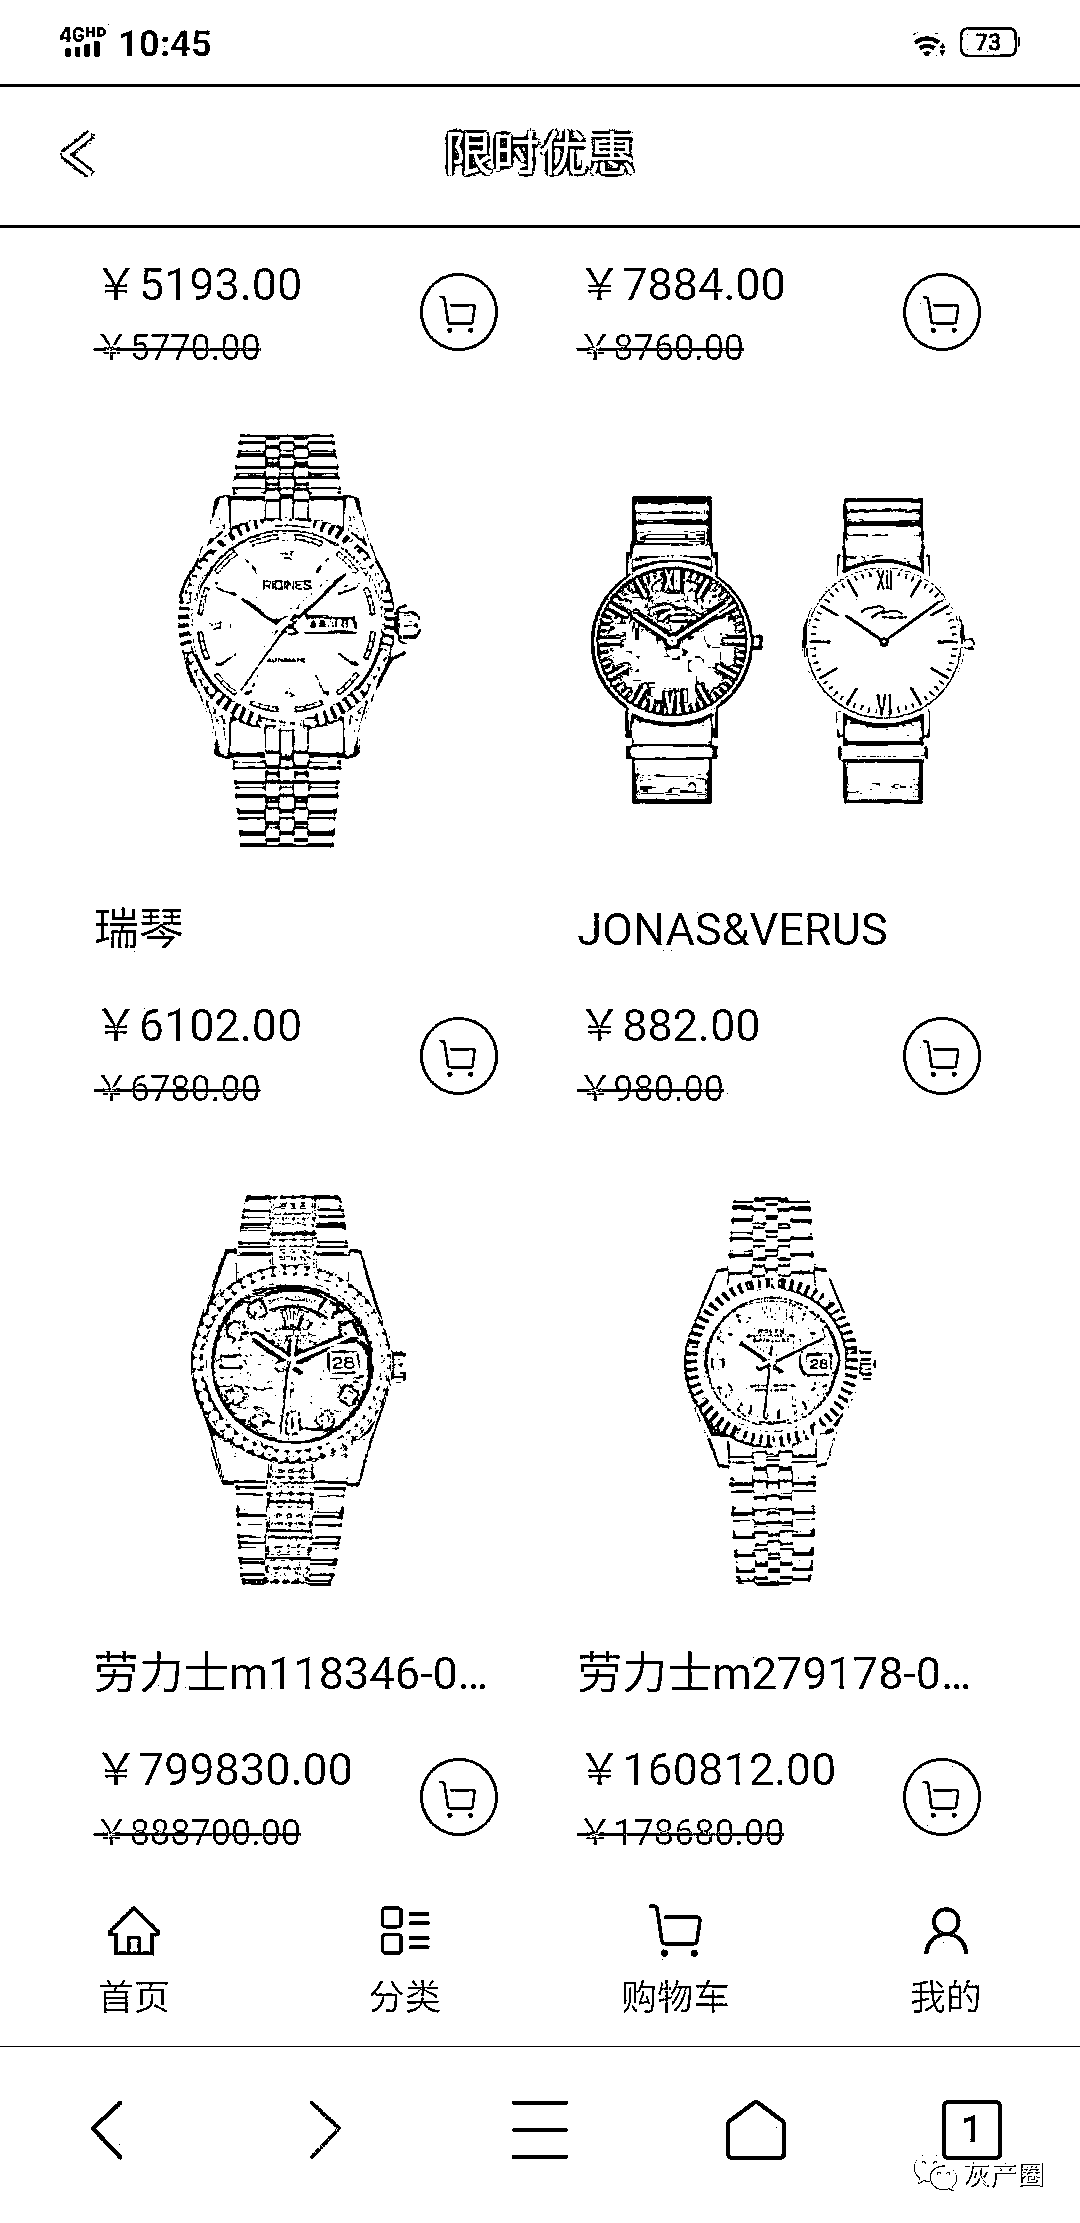 4GHD 10:45 73
限时优惠
￥5193.00 ￥7884.00
￥5770.00 ￥8760.00
RIQNES
AUTOMATIC
瑞琴 JONAS&VERUS
￥6102.00 ￥882.00
￥6780.00 ￥980.00
28
ROLEX
28
劳力士m118346-0... 劳力士m279178-0...
￥799830.00 ￥160812.00
￥888700.00 ￥178680.00
首页 分类 购物车 我的
1
灰产圈